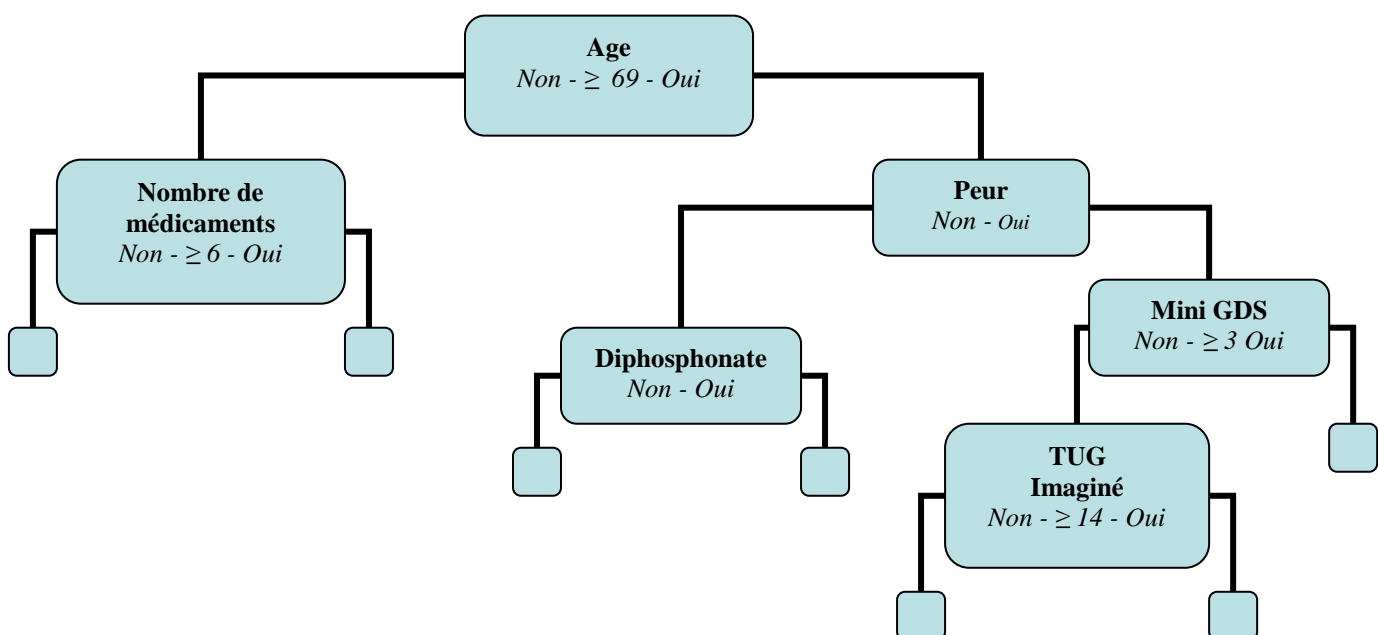 Age
Non - ≥ 69 - Oui
Nombre de
médicaments
Non - ≥ 6 - Oui
Peur
Non - Oui
Diphosphonate
Non - Oui
Mini GDS
Non - ≥ 3 Oui
TUG
Imaginé
Non - ≥ 14 - Oui